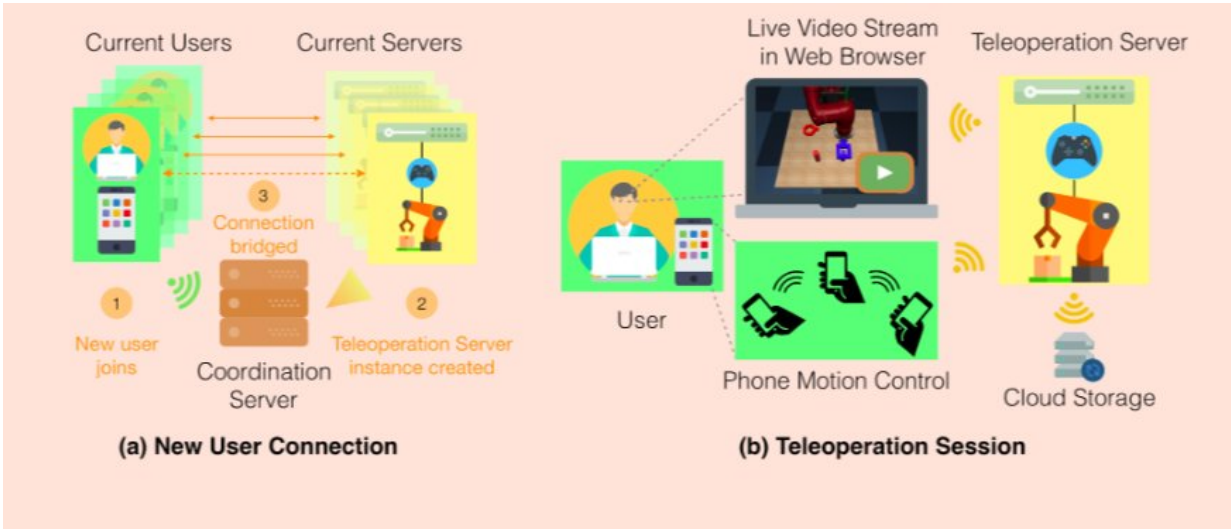 Current Users
Current Servers
3
Connection
bridged
1
New user
joins
2
Teleoperation Server
instance created
Coordination
Server
(a) New User Connection
Live Video Stream
in Web Browser
Teleoperation Server
User
Phone Motion Control
Cloud Storage
(b) Teleoperation Session